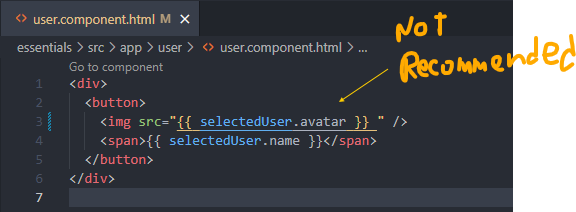 user.component.html M
Not
Recommended
essentials > src > app > user > <> user.component.html > ...
Go to component
1 <div>
2 <button>
3 <img src="{{ selectedUser.avatar }} " />
4 <span>{{ selectedUser.name }}</span>
5 </button>
6 </div>
7